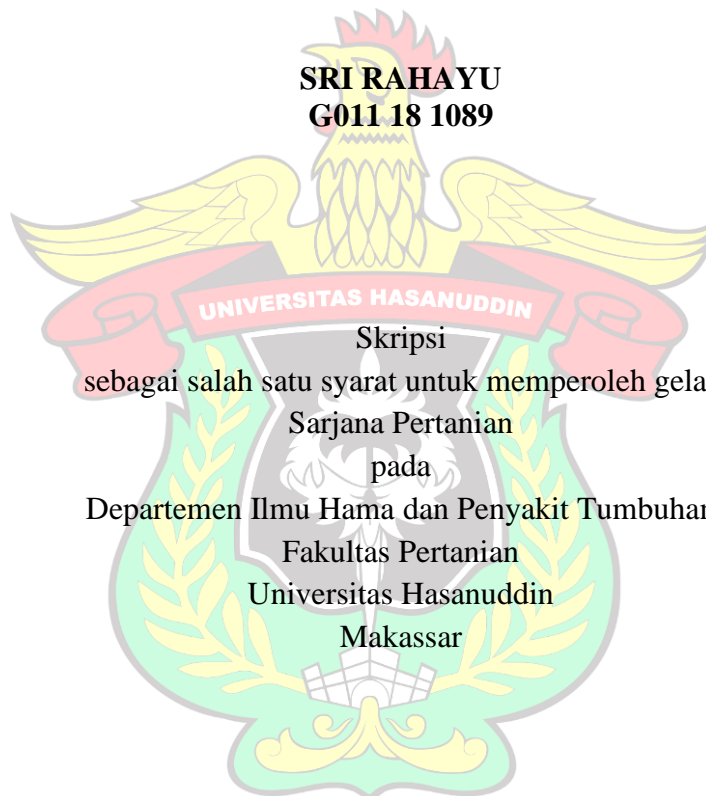 SRI RAHAYU
G011 18 1089
UNIVERSITAS HASANUDDIN
Skripsi
sebagai salah satu syarat untuk memperoleh gela
Sarjana Pertanian
pada
Departemen Ilmu Hama dan Penyakit Tumbuhan
Fakultas Pertanian
Universitas Hasanuddin
Makassar